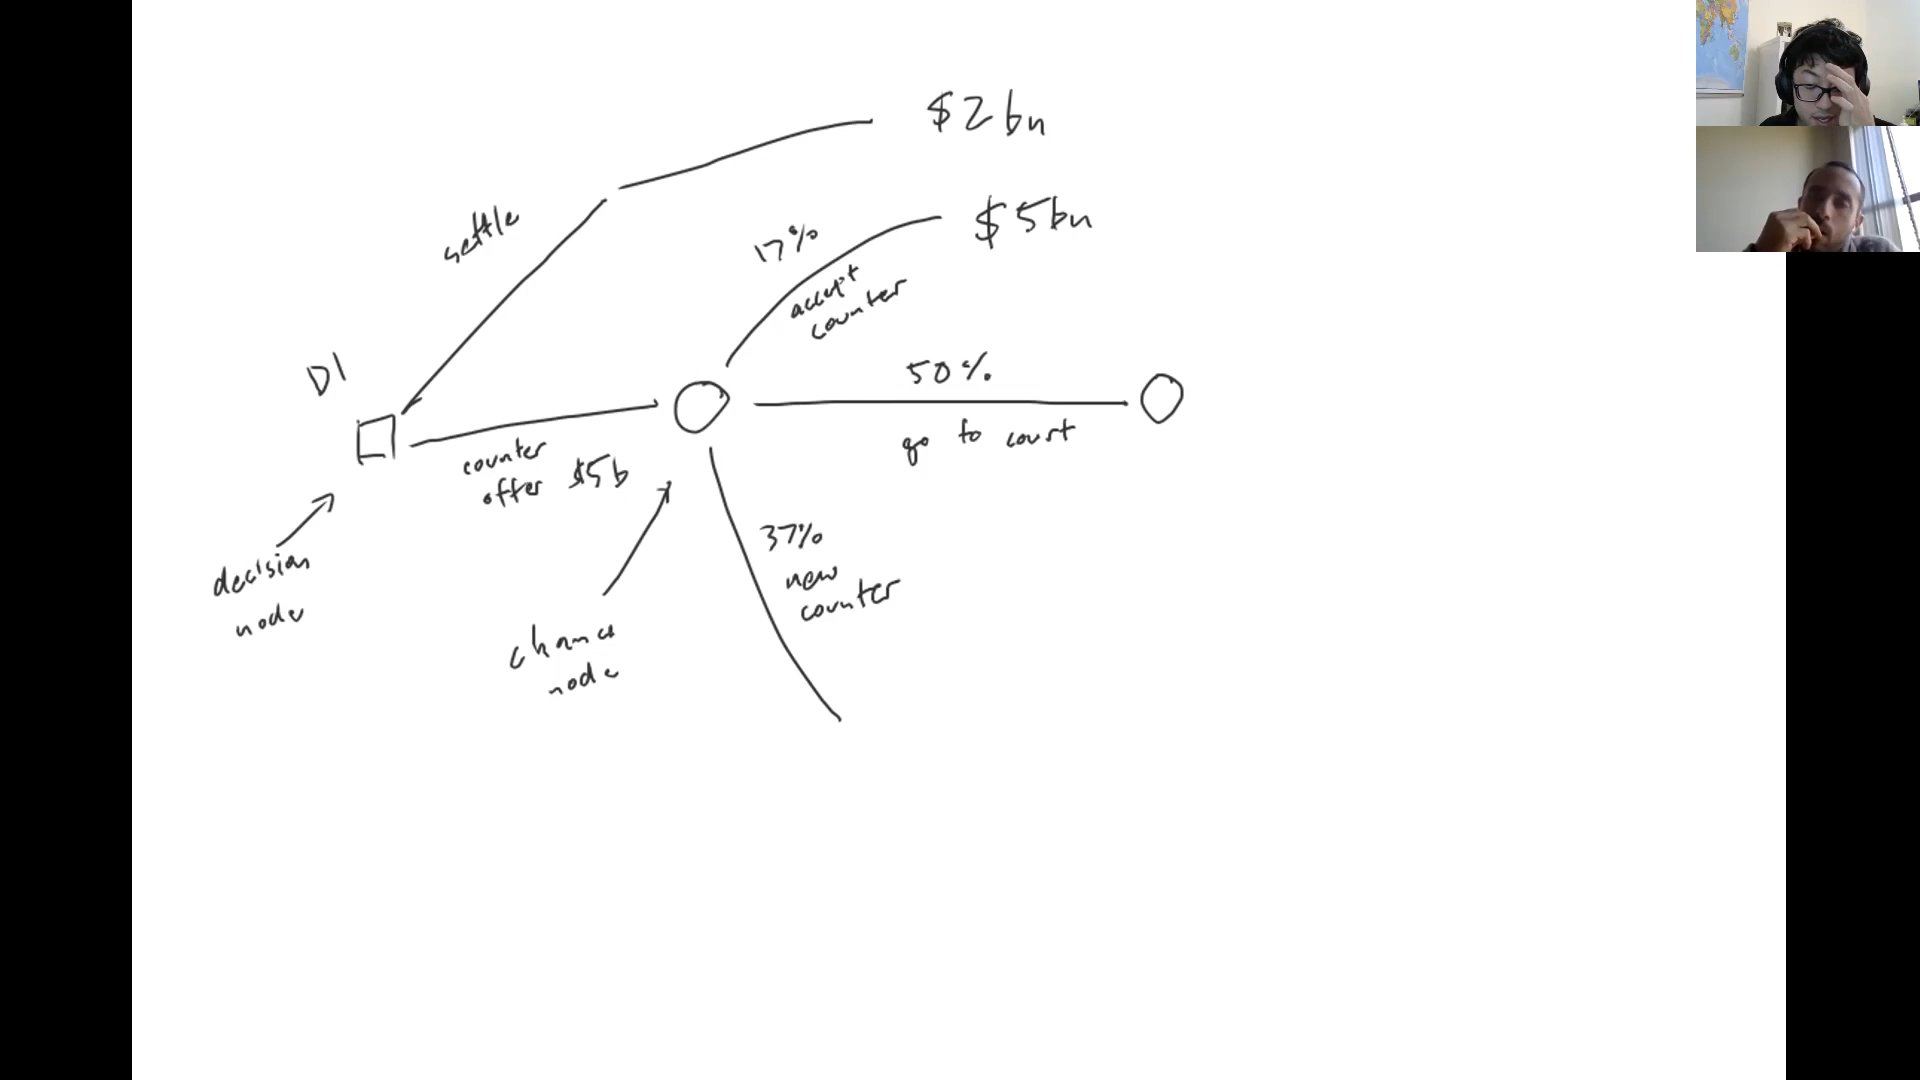 $2bn
settle
17%
$5bn
accept
counter
D1
50%
go to court
counter
offer $5b
37%
new
counter
decision
node
chance
node